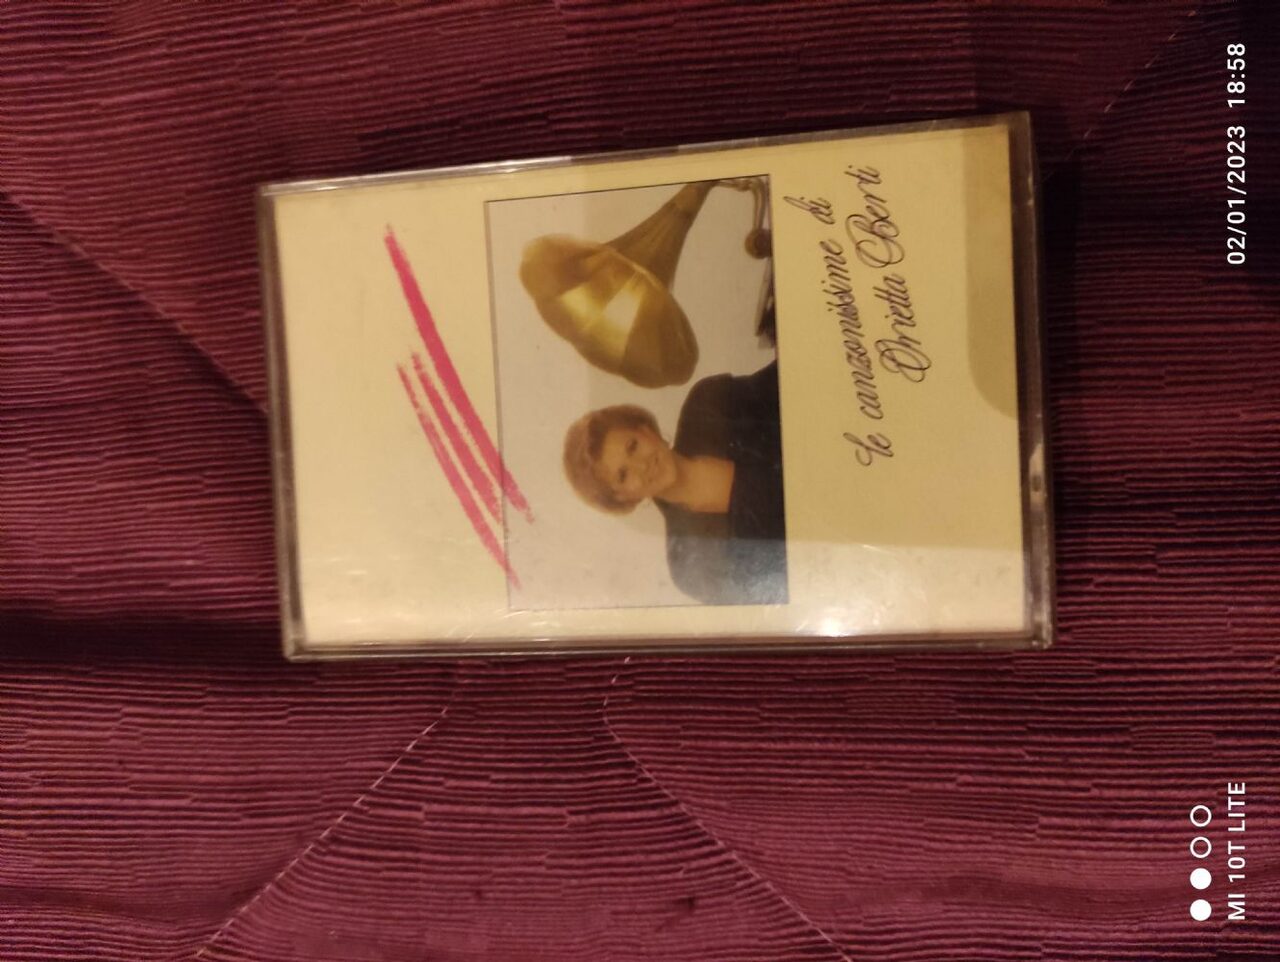 le canzonissime di
Orietta Berti
MI 10T LITE
02/01/2023 18:58